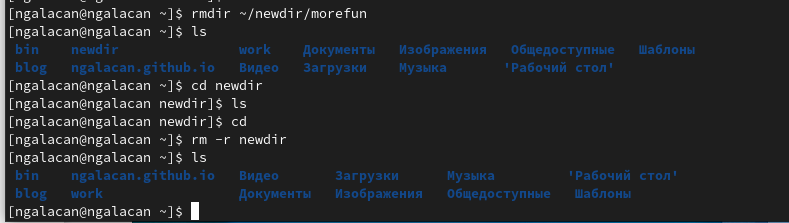 [ngalacan@ngalacan ~]$ rmdir ~/newdir/morefun
[ngalacan@ngalacan ~]$ ls
bin newdir work Документы Изображения Общедоступные Шаблоны
blog ngalacan.github.io Видео Загрузки Музыка 'Рабочий стол'
[ngalacan@ngalacan ~]$ cd newdir
[ngalacan@ngalacan newdir]$ ls
[ngalacan@ngalacan newdir]$ cd
[ngalacan@ngalacan ~]$ rm -r newdir
[ngalacan@ngalacan ~]$ ls
bin ngalacan.github.io Видео Загрузки Музыка 'Рабочий стол'
blog work Документы Изображения Общедоступные Шаблоны
[ngalacan@ngalacan ~]$